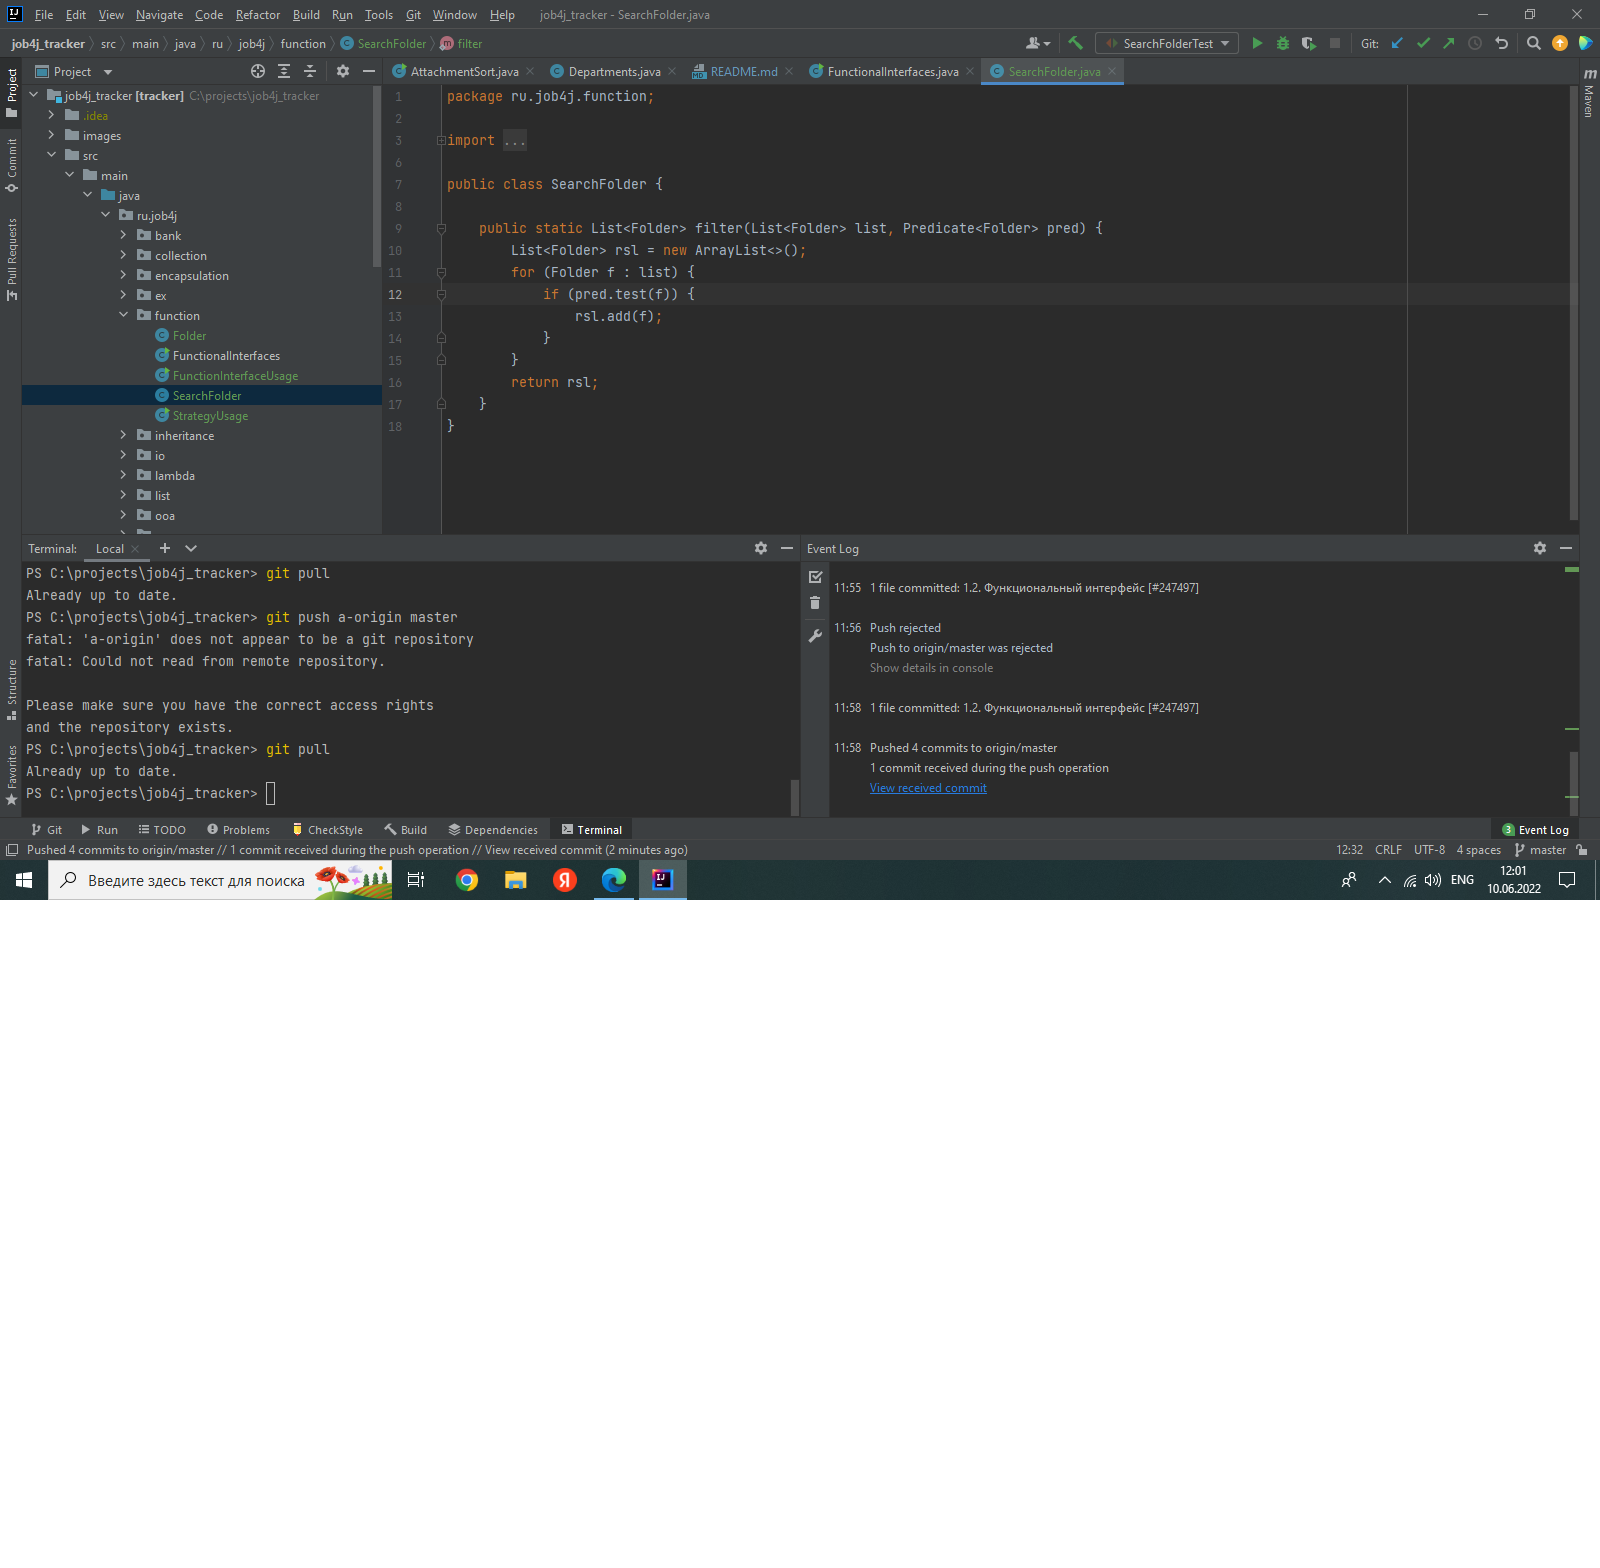 File Edit View Navigate Code Refactor Build Run Tools Git Window Help job4j_tracker - SearchFolder.java
job4j_tracker src main java ru job4j function SearchFolder filter
SearchFolderTest Git:
Project
AttachmentSort.java Departments.java README.md FunctionalInterfaces.java SearchFolder.java
Project
Commit
Pull Requests
Structure
Favorites
Maven
job4j_tracker [tracker] C:\projects\job4j_tracker
.idea
images
src
main
java
ru.job4j
bank
collection
encapsulation
ex
function
Folder
FunctionalInterfaces
FunctionInterfaceUsage
SearchFolder
StrategyUsage
inheritance
io
lambda
list
ooa
1 package ru.job4j.function;
2
3 import ...
6
7 public class SearchFolder {
8
9 public static List<Folder> filter(List<Folder> list, Predicate<Folder> pred) {
10 List<Folder> rsl = new ArrayList<>();
11 for (Folder f : list) {
12 if (pred.test(f)) {
13 rsl.add(f);
14 }
15 }
16 return rsl;
17 }
18 }
Terminal: Local
PS C:\projects\job4j_tracker> git pull
Already up to date.
PS C:\projects\job4j_tracker> git push a-origin master
fatal: 'a-origin' does not appear to be a git repository
fatal: Could not read from remote repository.
Please make sure you have the correct access rights
and the repository exists.
PS C:\projects\job4j_tracker> git pull
Already up to date.
PS C:\projects\job4j_tracker>
Event Log
11:55 1 file committed: 1.2. Функциональный интерфейс [#247497]
11:56 Push rejected
Push to origin/master was rejected
Show details in console
11:58 1 file committed: 1.2. Функциональный интерфейс [#247497]
11:58 Pushed 4 commits to origin/master
1 commit received during the push operation
View received commit
Git Run TODO Problems CheckStyle Build Dependencies Terminal 3 Event Log
Pushed 4 commits to origin/master // 1 commit received during the push operation // View received commit (2 minutes ago) 12:32 CRLF UTF-8 4 spaces master
Введите здесь текст для поиска
ENG
12:01
10.06.2022